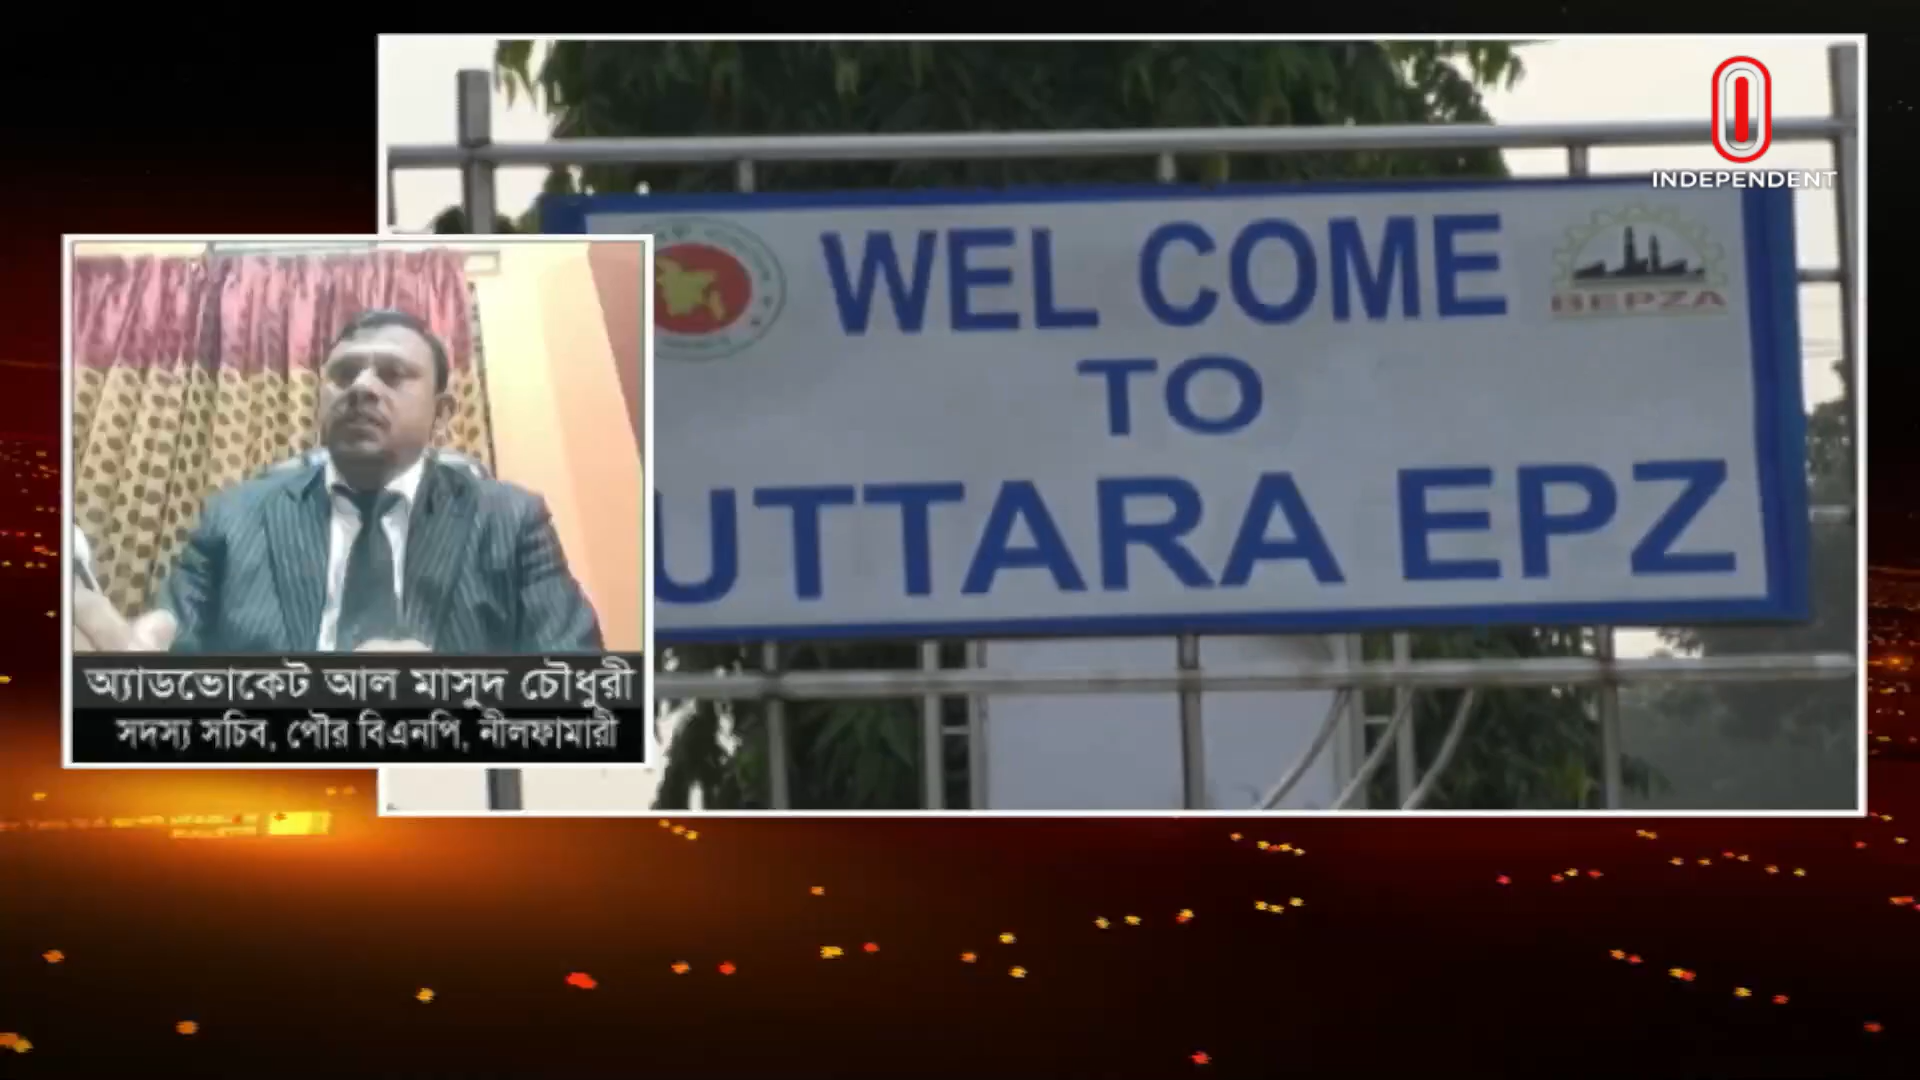 INDEPENDENT
WEL COME
BEPZA
TO
UTTARA EPZ
অ্যাডভোকেট আল মাসুদ চৌধুরী
সদস্য সচিব, পৌর বিএনপি, নীলফামারী